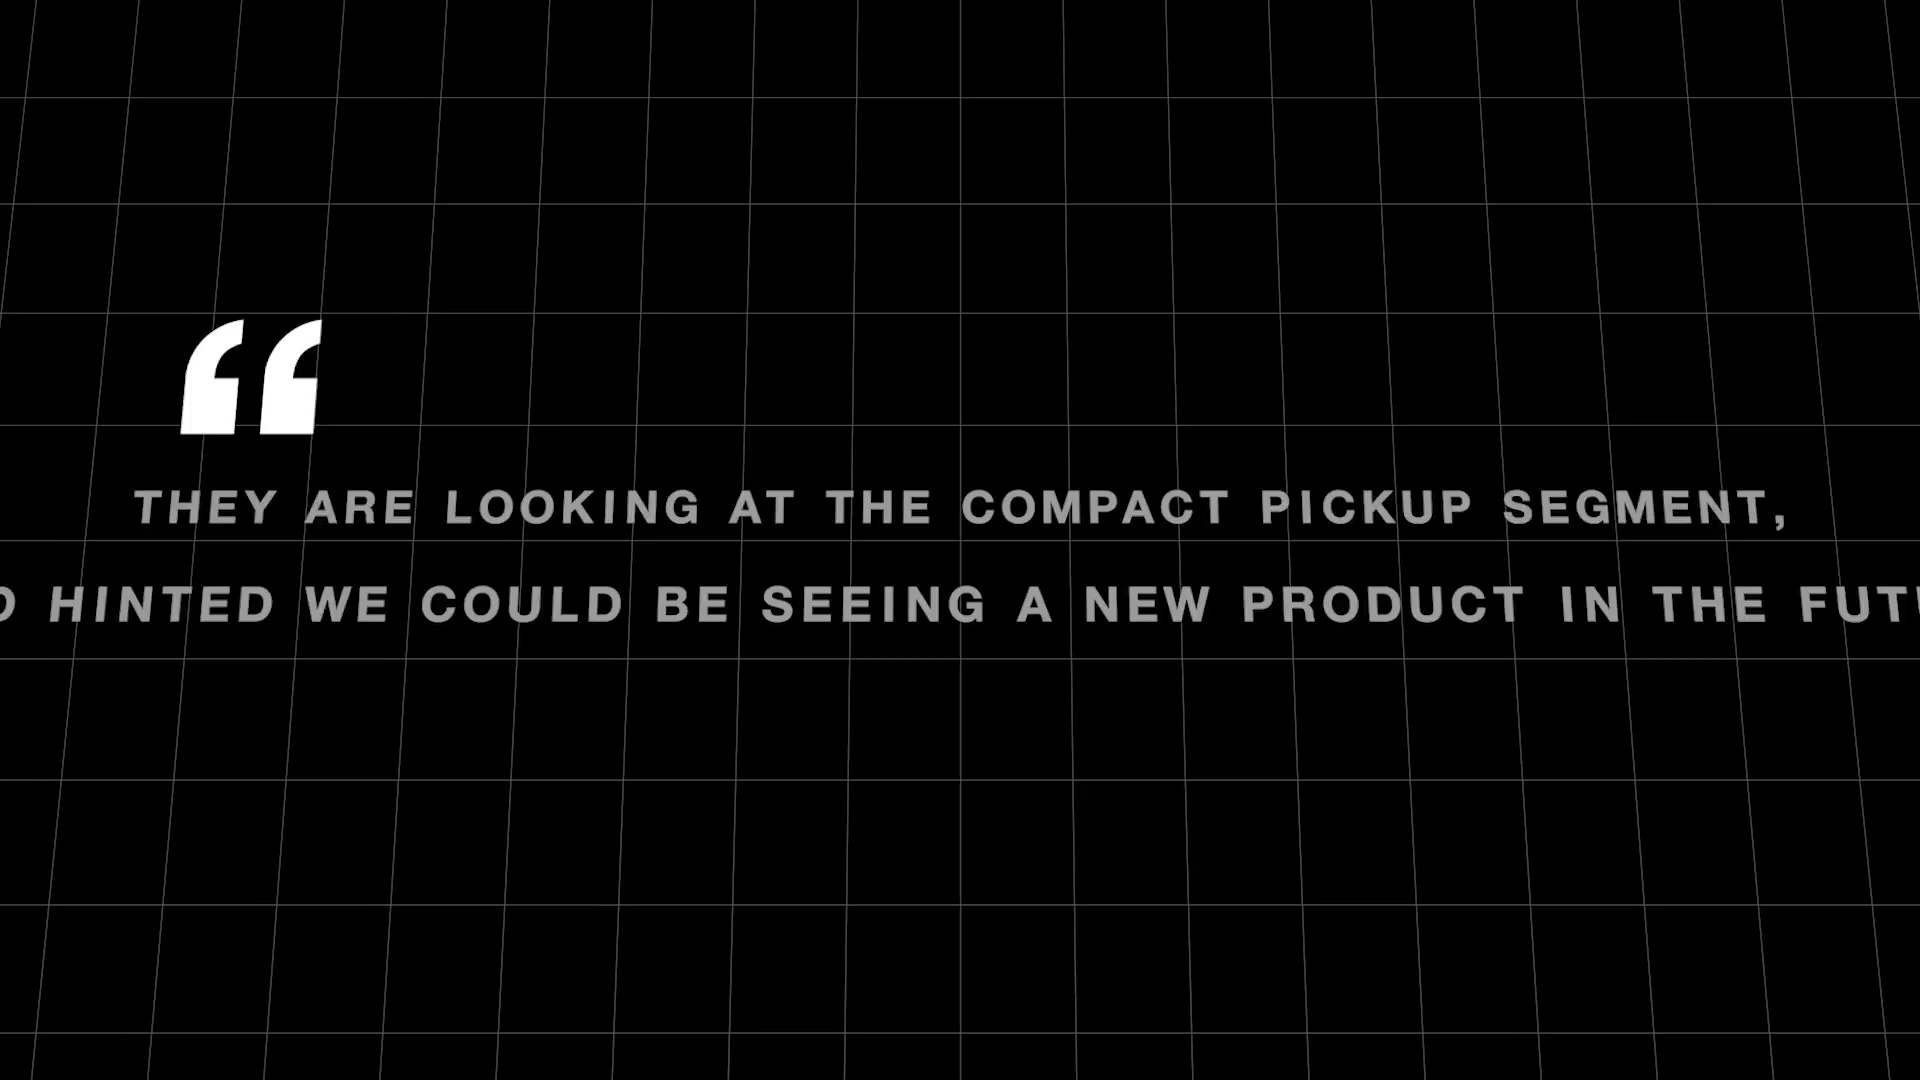 “
THEY ARE LOOKING AT THE COMPACT PICKUP SEGMENT,
HINTED WE COULD BE SEEING A NEW PRODUCT IN THE